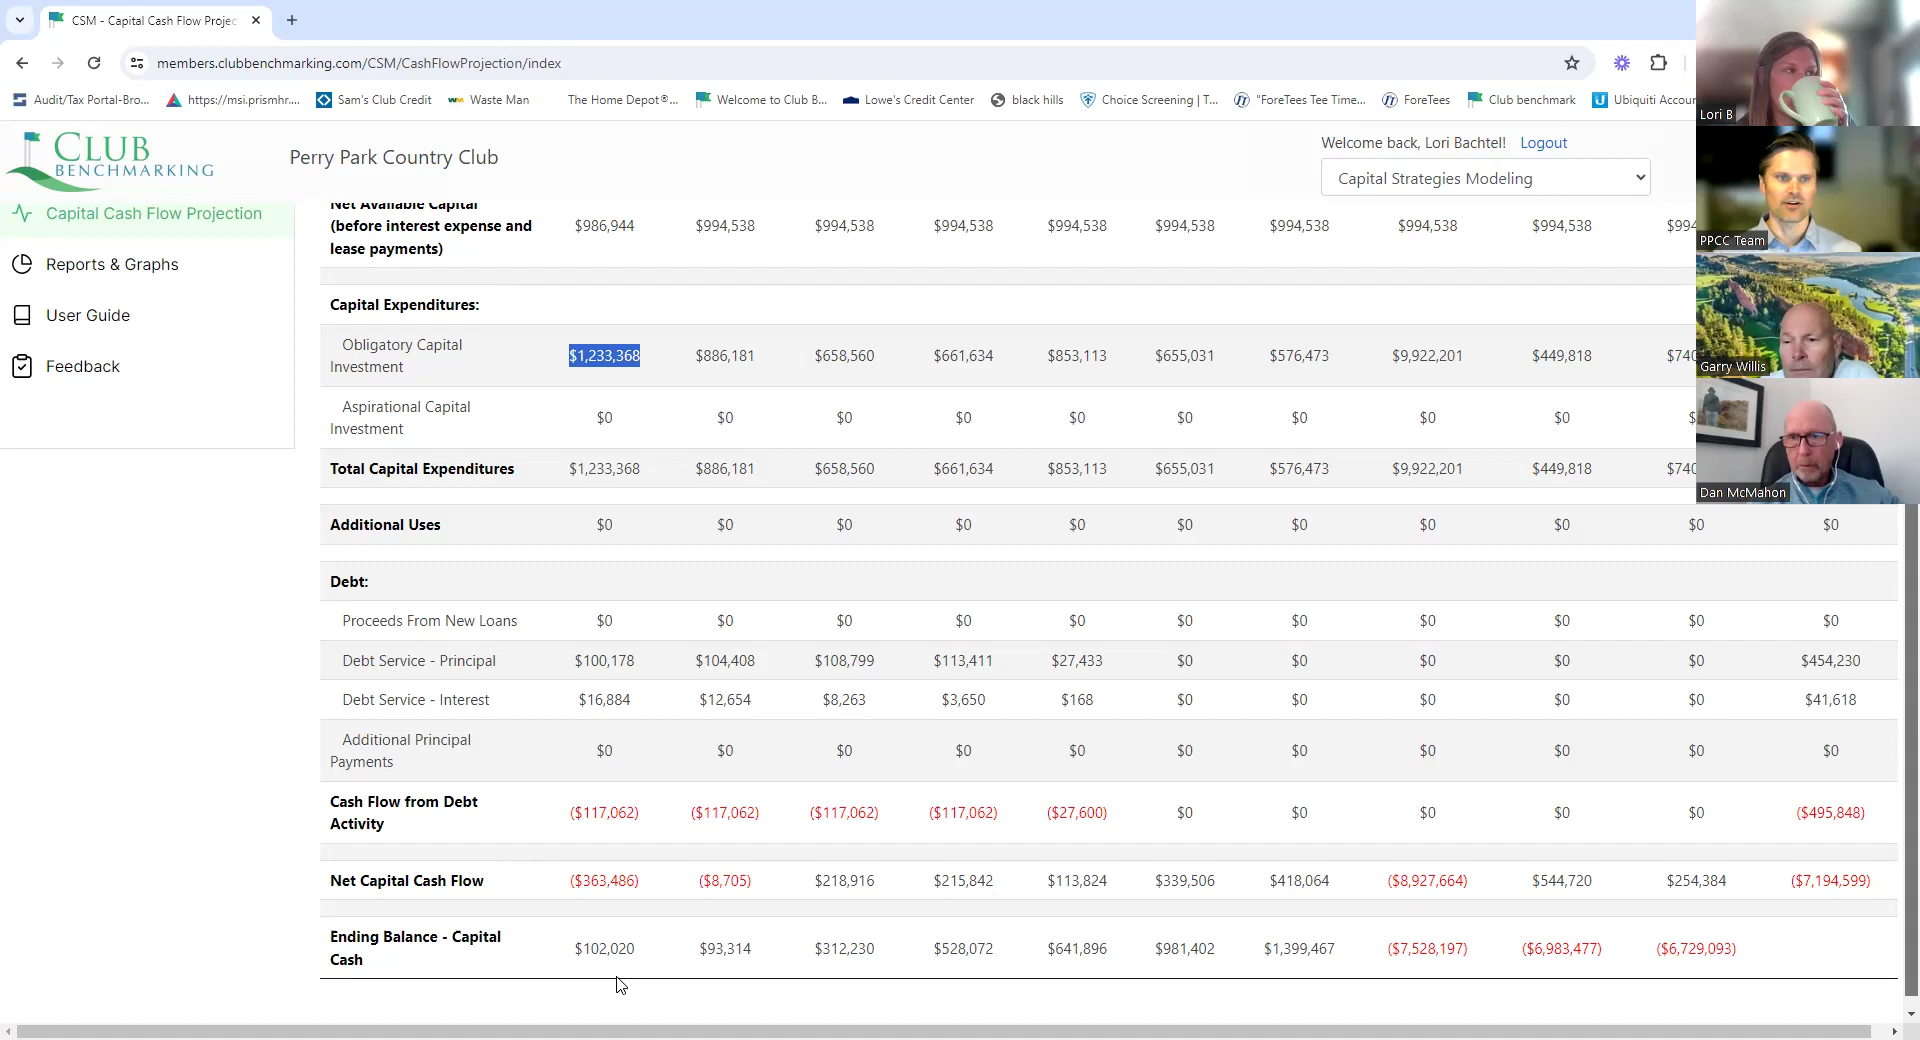 CSM - Capital Cash Flow Projec
members.clubbenchmarking.com/CSM/CashFlowProjection/index
Audit/Tax Portal-Bro... https://msi.prismhr.... Sam's Club Credit Waste Man The Home Depot®... Welcome to Club B... Lowe's Credit Center black hills Choice Screening | T... "ForeTees Tee Time... ForeTees Club benchmark Ubiquiti Accou
CLUB
BENCHMARKING
Perry Park Country Club
Welcome back, Lori Bachtel! Logout
Capital Strategies Modeling
Capital Cash Flow Projection
Reports & Graphs
User Guide
Feedback
Net Available Capital
(before interest expense and
lease payments)
$986,944 $994,538 $994,538 $994,538 $994,538 $994,538 $994,538 $994,538 $994,538 $994
Capital Expenditures:
Obligatory Capital
Investment
$1,233,368 $886,181 $658,560 $661,634 $853,113 $655,031 $576,473 $9,922,201 $449,818 $740
Aspirational Capital
Investment
$0 $0 $0 $0 $0 $0 $0 $0 $0 $
Total Capital Expenditures $1,233,368 $886,181 $658,560 $661,634 $853,113 $655,031 $576,473 $9,922,201 $449,818 $740
Additional Uses $0 $0 $0 $0 $0 $0 $0 $0 $0 $0 $0
Debt:
Proceeds From New Loans $0 $0 $0 $0 $0 $0 $0 $0 $0 $0 $0
Debt Service - Principal $100,178 $104,408 $108,799 $113,411 $27,433 $0 $0 $0 $0 $0 $454,230
Debt Service - Interest $16,884 $12,654 $8,263 $3,650 $168 $0 $0 $0 $0 $0 $41,618
Additional Principal
Payments
$0 $0 $0 $0 $0 $0 $0 $0 $0 $0 $0
Cash Flow from Debt
Activity
($117,062) ($117,062) ($117,062) ($117,062) ($27,600) $0 $0 $0 $0 $0 ($495,848)
Net Capital Cash Flow ($363,486) ($8,705) $218,916 $215,842 $113,824 $339,506 $418,064 ($8,927,664) $544,720 $254,384 ($7,194,599)
Ending Balance - Capital
Cash
$102,020 $93,314 $312,230 $528,072 $641,896 $981,402 $1,399,467 ($7,528,197) ($6,983,477) ($6,729,093)
Lori B
PPCC Team
Garry Willis
Dan McMahon